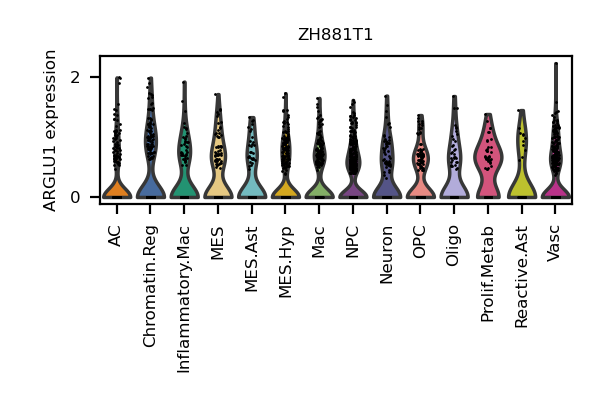 ZH881T1
ARGLU1 expression
2
0
AC
Chromatin.Reg
Inflammatory.Mac
MES
MES.Ast
MES.Hyp
Mac
NPC
Neuron
OPC
Oligo
Prolif.Metab
Reactive.Ast
Vasc